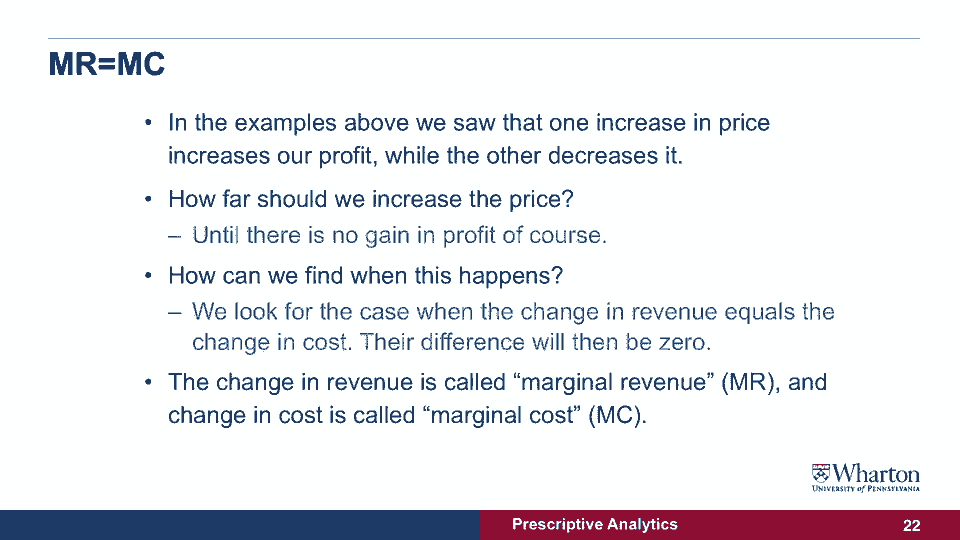 MR=MC
• In the examples above we saw that one increase in price
increases our profit, while the other decreases it.
• How far should we increase the price?
– Until there is no gain in profit of course.
• How can we find when this happens?
– We look for the case when the change in revenue equals the
change in cost. Their difference will then be zero.
• The change in revenue is called “marginal revenue” (MR), and
change in cost is called “marginal cost” (MC).
Wharton
UNIVERSITY of PENNSYLVANIA
Prescriptive Analytics
22